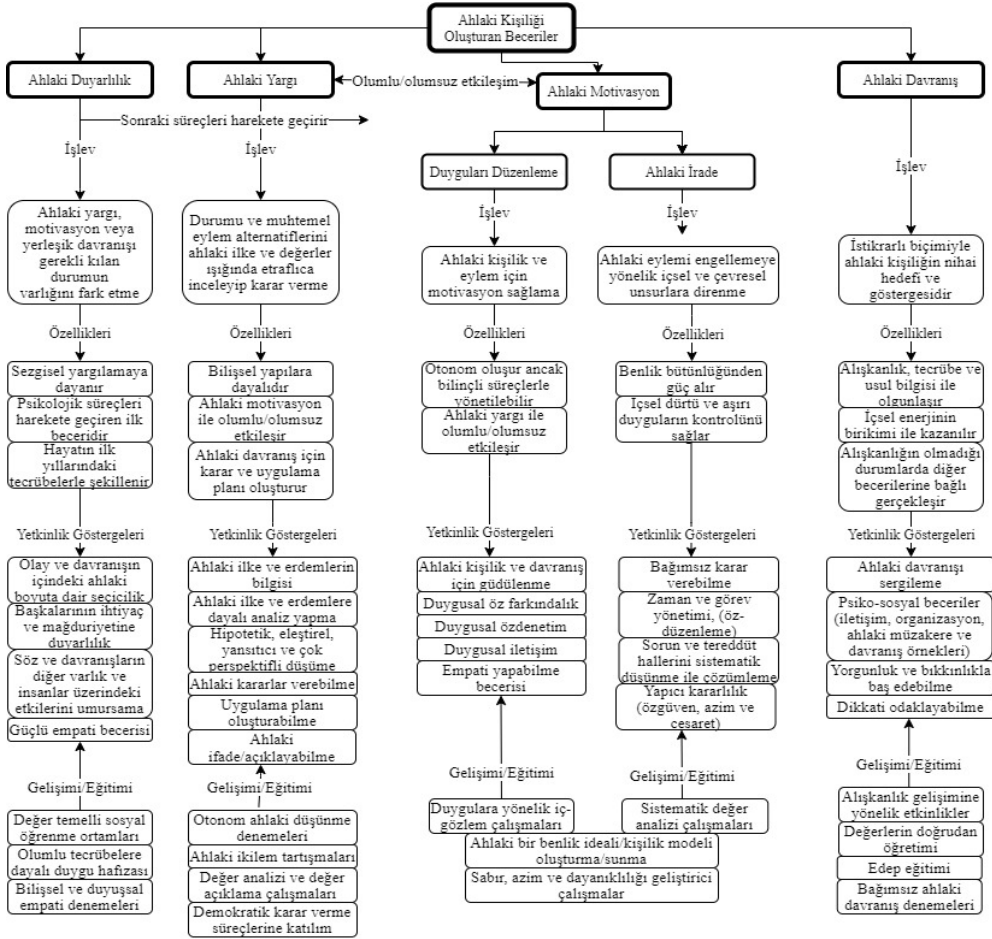 Ahlaki Kişiliği
Oluşturan Beceriler
Ahlaki Duyarlılık
Ahlaki Yargı
Olumlu/olumsuz etkileşim
Ahlaki Motivasyon
Ahlaki Davranış
Sonraki süreçleri harekete geçirir
Duyguları Düzenleme
Ahlaki İrade
İşlev
Ahlaki yargı,
motivasyon veya
yerleşik davranışı
gerekli kılan
durumun
varlığını fark etme
Özellikleri
Sezgisel yargılamaya
dayanır
Psikolojik süreçleri
harekete geçiren ilk
beceridir
Hayatın ilk
yıllarındaki
tecrübelerle şekillenir
Yetkinlik Göstergeleri
Olay ve davranışın
içindeki ahlaki
boyuta dair seçicilik
Başkalarının ihtiyaç
ve mağduriyetine
duyarlılık
Söz ve davranışların
diğer varlık ve
insanlar üzerindeki
etkilerini umursama
Güçlü empati becerisi
Gelişimi/Eğitimi
Değer temelli sosyal
öğrenme ortamları
Olumlu tecrübelere
dayalı duygu hafızası
Bilişsel ve duyuşsal
empati denemeleri
İşlev
Durumu ve muhtemel
eylem alternatiflerini
ahlaki ilke ve değerler
ışığında etraflıca
inceleyip karar verme
Özellikleri
Bilişsel yapılara
dayalıdır
Ahlaki motivasyon
ile olumlu/olumsuz
etkileşir
Ahlaki davranış için
karar ve uygulama
planı oluşturur
Yetkinlik Göstergeleri
Ahlaki ilke ve erdemlerin
bilgisi
Ahlaki ilke ve erdemlere
dayalı analiz yapma
Hipotetik, eleştirel,
yansıtıcı ve çok
perspektifli düşüme
Ahlaki kararlar verebilme
Uygulama planı
oluşturabilme
Ahlaki
ifade/açıklayabilme
Gelişimi/Eğitimi
Otonom ahlaki düşünme
denemeleri
Ahlaki ikilem tartışmaları
Değer analizi ve değer
açıklama çalışmaları
Demokratik karar verme
süreçlerine katılım
İşlev
Ahlaki kişilik ve
eylem için
motivasyon sağlama
Özellikleri
Otonom oluşur ancak
bilinçli süreçlerle
yönetilebilir
Ahlaki yargı ile
olumlu/olumsuz
etkileşir
Yetkinlik Göstergeleri
Ahlaki kişilik ve davranış
için güdülenme
Duygusal öz farkındalık
Duygusal özdenetim
Duygusal iletişim
Empati yapabilme
becerisi
Gelişimi/Eğitimi
Duygulara yönelik iç-
gözlem çalışmaları
İşlev
Ahlaki eylemi engellemeye
yönelik içsel ve çevresel
unsurlara direnme
Özellikleri
Benlik bütünlüğünden
güç alır
İçsel dürtü ve aşırı
duyguların kontrolünü
sağlar
Yetkinlik Göstergeleri
Bağımsız karar
verebilme
Zaman ve görev
yönetimi, (öz-
düzenleme)
Sorun ve tereddüt
hallerini sistematik
düşünme ile çözümleme
Yapıcı kararlılık
(özgüven, azim ve
cesaret)
Gelişimi/Eğitimi
Sistematik değer
analizi çalışmaları
Ahlaki bir benlik ideali/kişilik modeli
oluşturma/sunma
Sabır, azim ve dayanıklılığı geliştirici
çalışmalar
İşlev
İstikrarlı biçimiyle
ahlaki kişiliğin nihai
hedefi ve
göstergesidir
Özellikleri
Alışkanlık, tecrübe ve
usul bilgisi ile
olgunlaşır
İçsel enerjinin
birikimi ile kazanılır
Alışkanlığın olmadığı
durumlarda diğer
becerilerine bağlı
gerçekleşir
Yetkinlik Göstergeleri
Ahlaki davranışı
sergileme
Psiko-sosyal beceriler
(iletişim, organizasyon,
ahlaki müzakere ve
davranış örnekleri)
Yorgunluk ve bıkkınlıkla
baş edebilme
Dikkati odaklayabilme
Gelişimi/Eğitimi
Alışkanlık gelişimine
yönelik etkinlikler
Değerlerin doğrudan
öğretimi
Edep eğitimi
Bağımsız ahlaki
davranış denemeleri